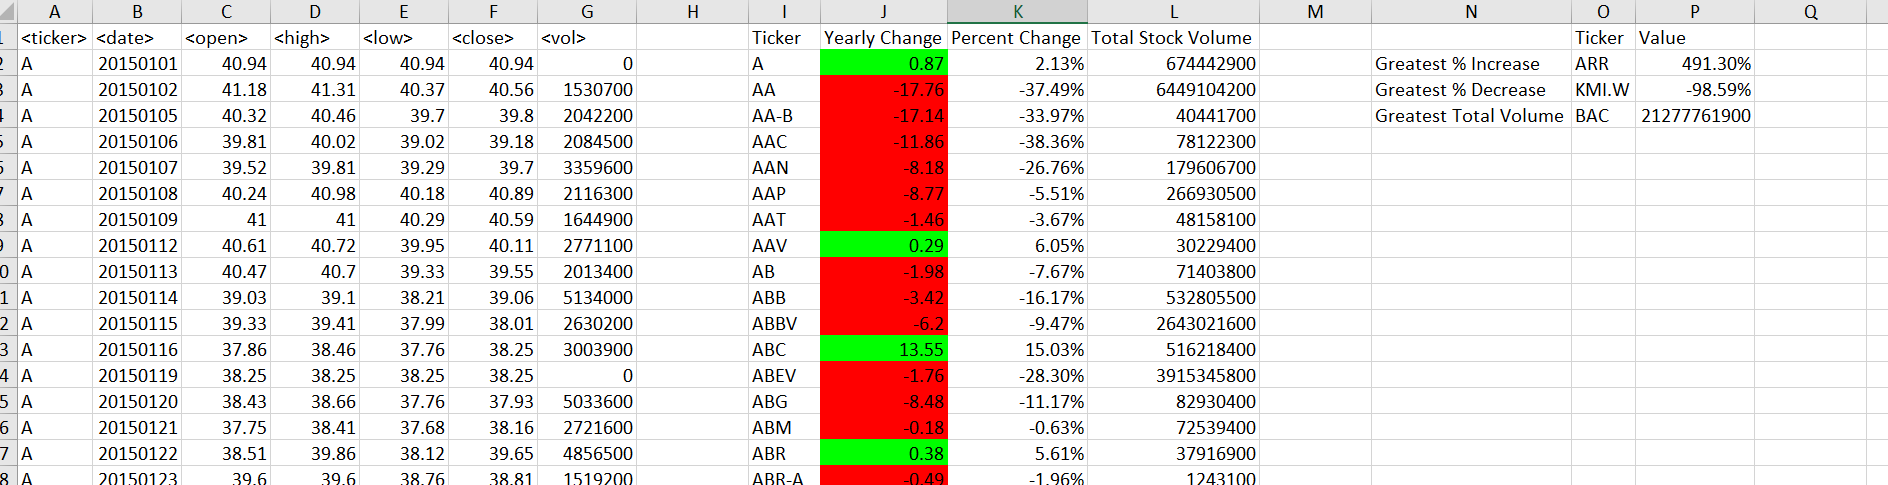 A B C D E F G H I J K L M N O P Q
1 <ticker> <date> <open> <high> <low> <close> <vol> Ticker Yearly Change Percent Change Total Stock Volume Ticker Value
2 A 20150101 40.94 40.94 40.94 40.94 0 A 0.87 2.13% 674442900 Greatest % Increase ARR 491.30%
3 A 20150102 41.18 41.31 40.37 40.56 1530700 AA -17.76 -37.49% 6449104200 Greatest % Decrease KMI.W -98.59%
4 A 20150105 40.32 40.46 39.7 39.8 2042200 AA-B -17.14 -33.97% 40441700 Greatest Total Volume BAC 21277761900
5 A 20150106 39.81 40.02 39.02 39.18 2084500 AAC -11.86 -38.36% 78122300
6 A 20150107 39.52 39.81 39.29 39.7 3359600 AAN -8.18 -26.76% 179606700
7 A 20150108 40.24 40.98 40.18 40.89 2116300 AAP -8.77 -5.51% 266930500
8 A 20150109 41 41 40.29 40.59 1644900 AAT -1.46 -3.67% 48158100
9 A 20150112 40.61 40.72 39.95 40.11 2771100 AAV 0.29 6.05% 30229400
0 A 20150113 40.47 40.7 39.33 39.55 2013400 AB -1.98 -7.67% 71403800
1 A 20150114 39.03 39.1 38.21 39.06 5134000 ABB -3.42 -16.17% 532805500
2 A 20150115 39.33 39.41 37.99 38.01 2630200 ABBV -6.2 -9.47% 2643021600
3 A 20150116 37.86 38.46 37.76 38.25 3003900 ABC 13.55 15.03% 516218400
4 A 20150119 38.25 38.25 38.25 38.25 0 ABEV -1.76 -28.30% 3915345800
5 A 20150120 38.43 38.66 37.76 37.93 5033600 ABG -8.48 -11.17% 82930400
6 A 20150121 37.75 38.41 37.68 38.16 2721600 ABM -0.18 -0.63% 72539400
7 A 20150122 38.51 39.86 38.12 39.65 4856500 ABR 0.38 5.61% 37916900
8 A 20150123 39.6 39.6 38.76 38.81 1519200 ABR-A -0.49 -1.96% 1243100